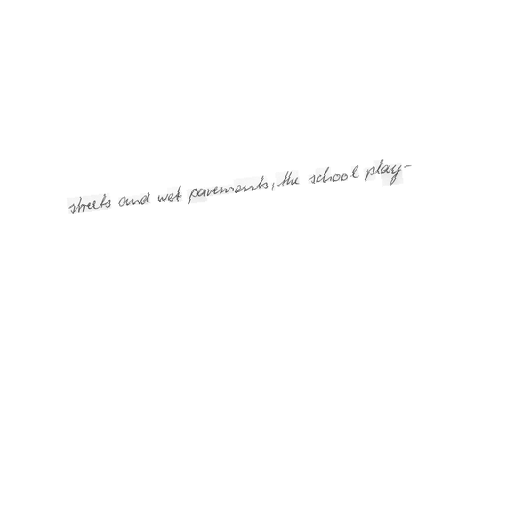 streets and wet pavements, the school play-